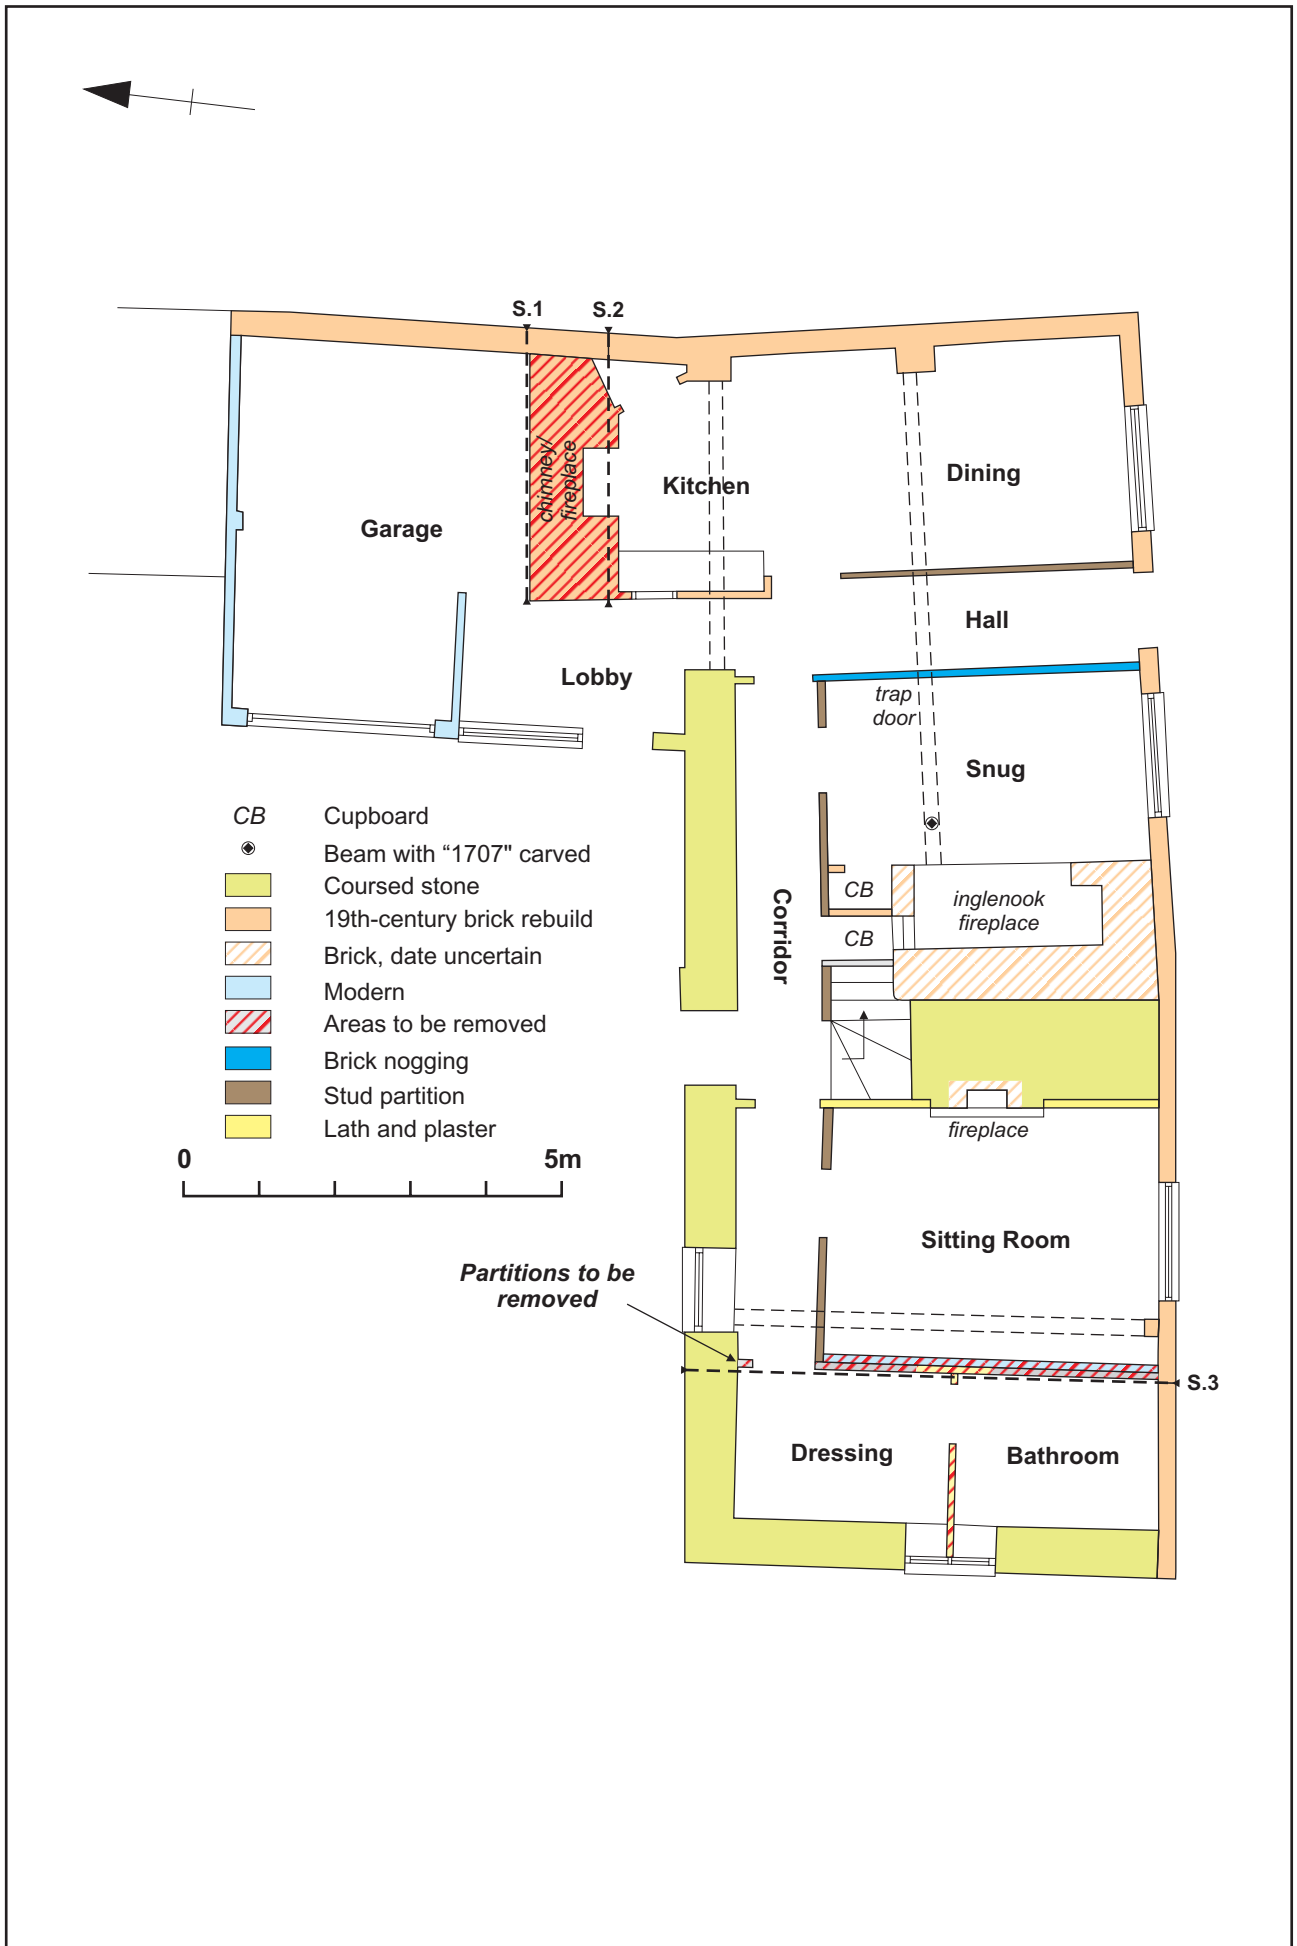 S.1
S.2
chimney/
fireplace
Kitchen
Dining
Garage
Hall
Lobby
trap
door
Snug
CB
inglenook
fireplace
CB
Corridor
CB Cupboard
Beam with “1707" carved
Coursed stone
19th-century brick rebuild
Brick, date uncertain
Modern
Areas to be removed
Brick nogging
Stud partition
Lath and plaster
0 5m
fireplace
Sitting Room
Partitions to be
removed
S.3
Dressing
Bathroom